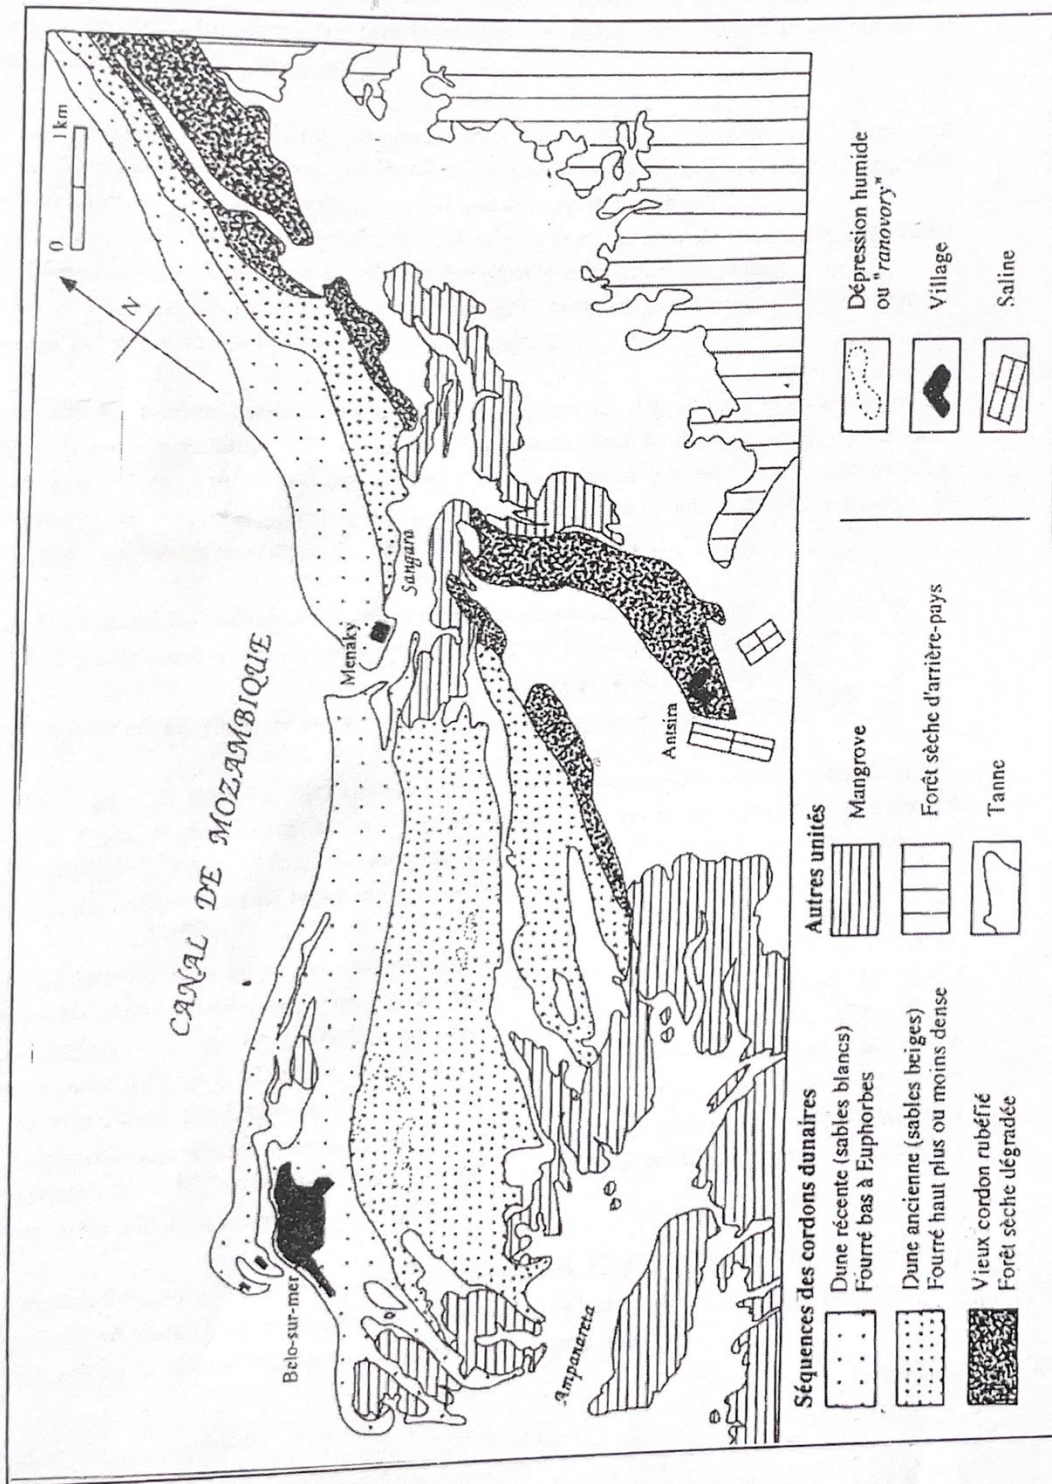 0 1 km
N
CANAL DE MOZAMBIQUE
Menaky
Sangara
Belo-sur-mer
Antsira
Ampanareta
Séquences des cordons dunaires
Dune récente (sables blancs)
Fourré bas à Euphorbes
Dune ancienne (sables beiges)
Fourré haut plus ou moins dense
Vieux cordon rubéfié
Forêt sèche dégradée
Autres unités
Mangrove
Forêt sèche d'arrière-pays
Tanne
Dépression humide
ou "ranovory"
Village
Saline